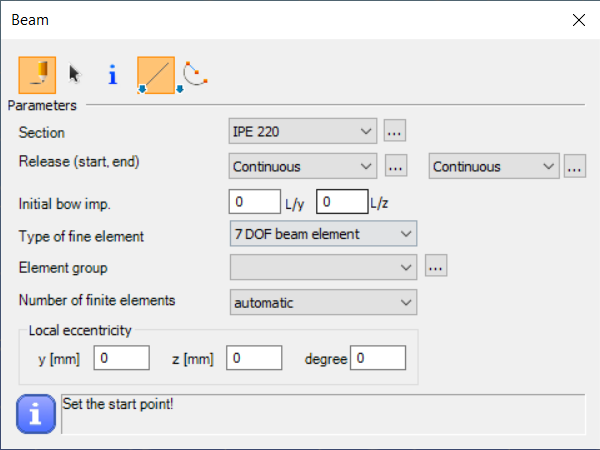 Beam
Parameters
Section IPE 220 ...
Release (start, end) Continuous ... Continuous ...
Initial bow imp. 0 L/y 0 L/z
Type of fine element 7 DOF beam element
Element group ...
Number of finite elements automatic
Local eccentricity
y [mm] 0 z [mm] 0 degree 0
Set the start point!